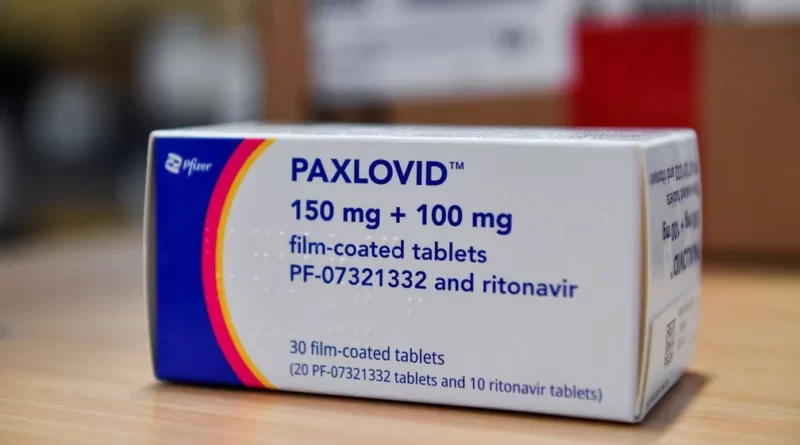 Pfizer
PAXLOVID™
150 mg + 100 mg
film-coated tablets
PF-07321332 and ritonavir
30 film-coated tablets
(20 PF-07321332 tablets and 10 ritonavir tablets)